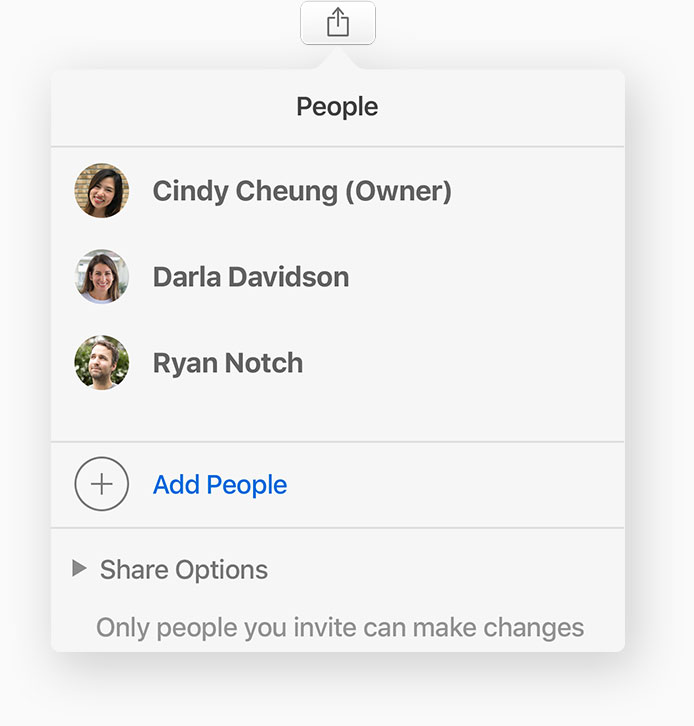 People
Cindy Cheung (Owner)
Darla Davidson
Ryan Notch
Add People
Share Options
Only people you invite can make changes